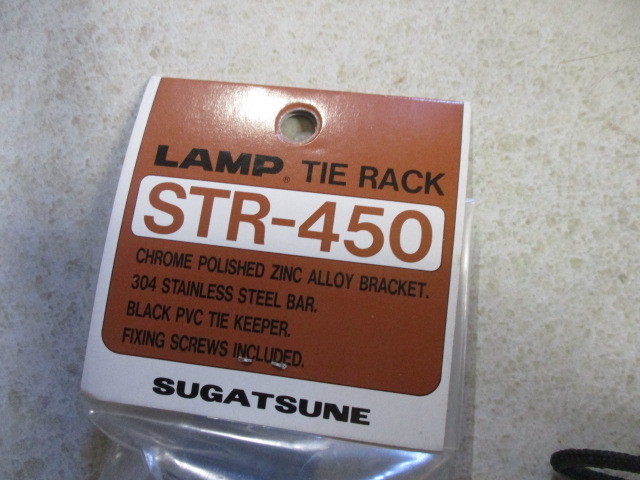 LAMP® TIE RACK
STR-450
CHROME POLISHED ZINC ALLOY BRACKET.
304 STAINLESS STEEL BAR.
BLACK PVC TIE KEEPER.
FIXING SCREWS INCLUDED.
SUGATSUNE